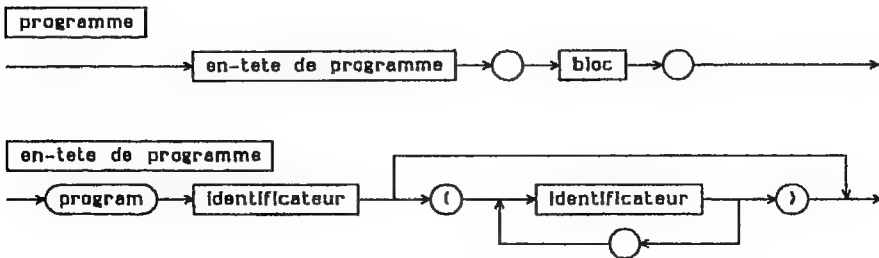 programme
en-tete de programme bloc
en-tete de programme
program identificateur ( identificateur )